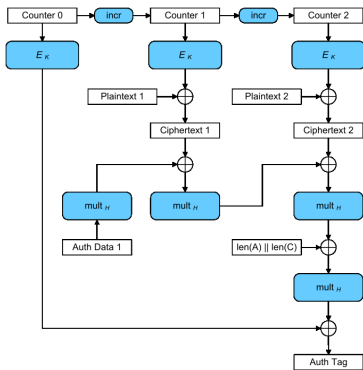 Counter 0
incr
Counter 1
incr
Counter 2
E K
E K
E K
Plaintext 1
Plaintext 2
Ciphertext 1
Ciphertext 2
mult H
mult H
mult H
Auth Data 1
len(A) || len(C)
mult H
Auth Tag